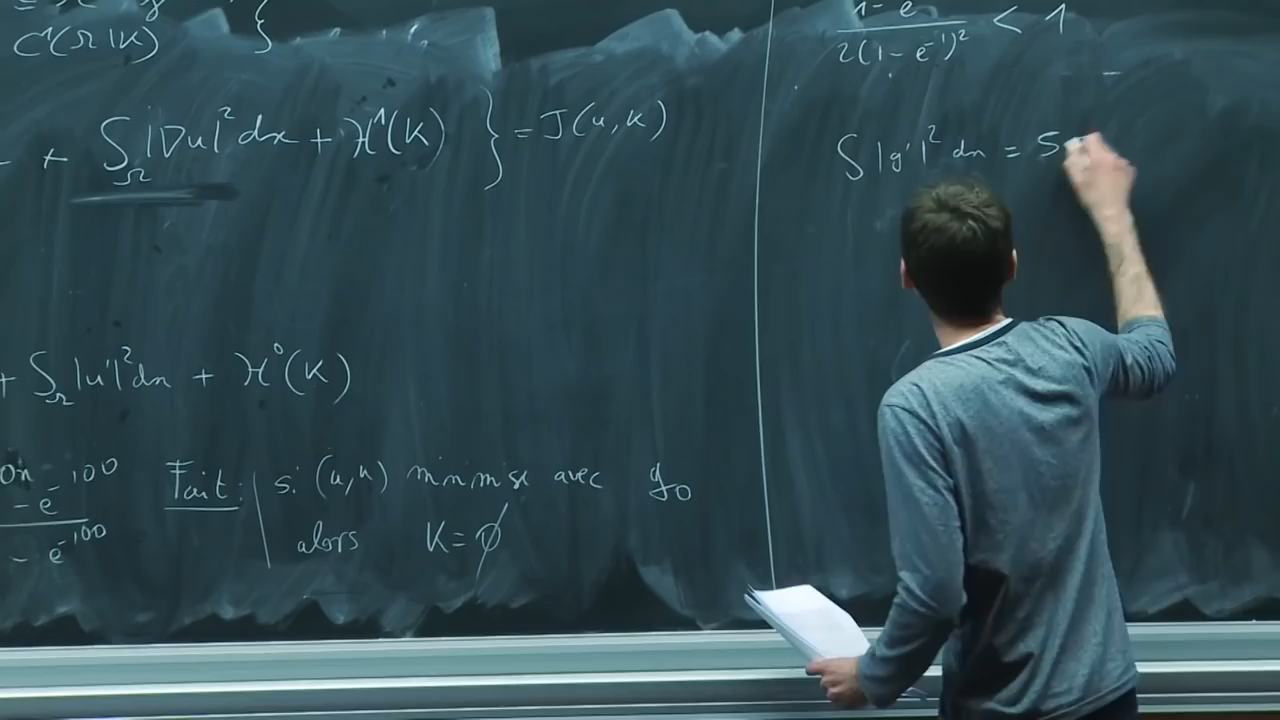 C¹(Ω\K) }
+ ∫_Ω |∇u|² dx + H¹(K) } = J(u,K)
+ ∫_Ω |u'|² dx + H⁰(K)
- e⁻¹⁰⁰
- e⁻¹⁰⁰
Fait: si (u,K) minimise avec g₀
alors K = ∅
1 - e
2(1 - e⁻¹)² < 1
∫ |g'|² dx = 5